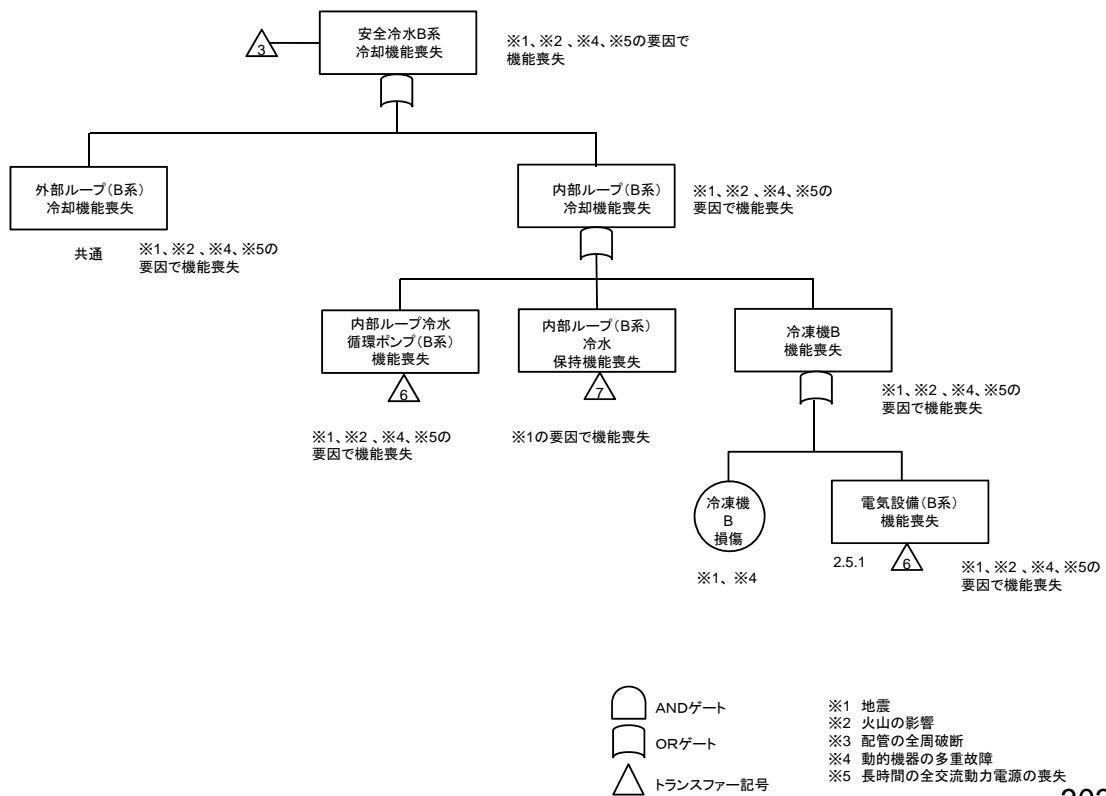 3
安全冷水B系
冷却機能喪失
※1、※2 、※4、※5の要因で
機能喪失
外部ループ(B系)
冷却機能喪失
共通
※1、※2 、※4、※5の
要因で機能喪失
内部ループ(B系)
冷却機能喪失
※1、※2 、※4、※5の
要因で機能喪失
内部ループ冷水
循環ポンプ(B系)
機能喪失
6
※1、※2 、※4、※5の
要因で機能喪失
内部ループ(B系)
冷水
保持機能喪失
7
※1の要因で機能喪失
冷凍機B
機能喪失
※1、※2 、※4、※5の
要因で機能喪失
冷凍機
B
損傷
※1、 ※4
電気設備(B系)
機能喪失
2.5.1
6
※1、※2 、※4、※5の
要因で機能喪失
ANDゲート
ORゲート
トランスファー記号
※1 地震
※2 火山の影響
※3 配管の全周破断
※4 動的機器の多重故障
※5 長時間の全交流動力電源の喪失